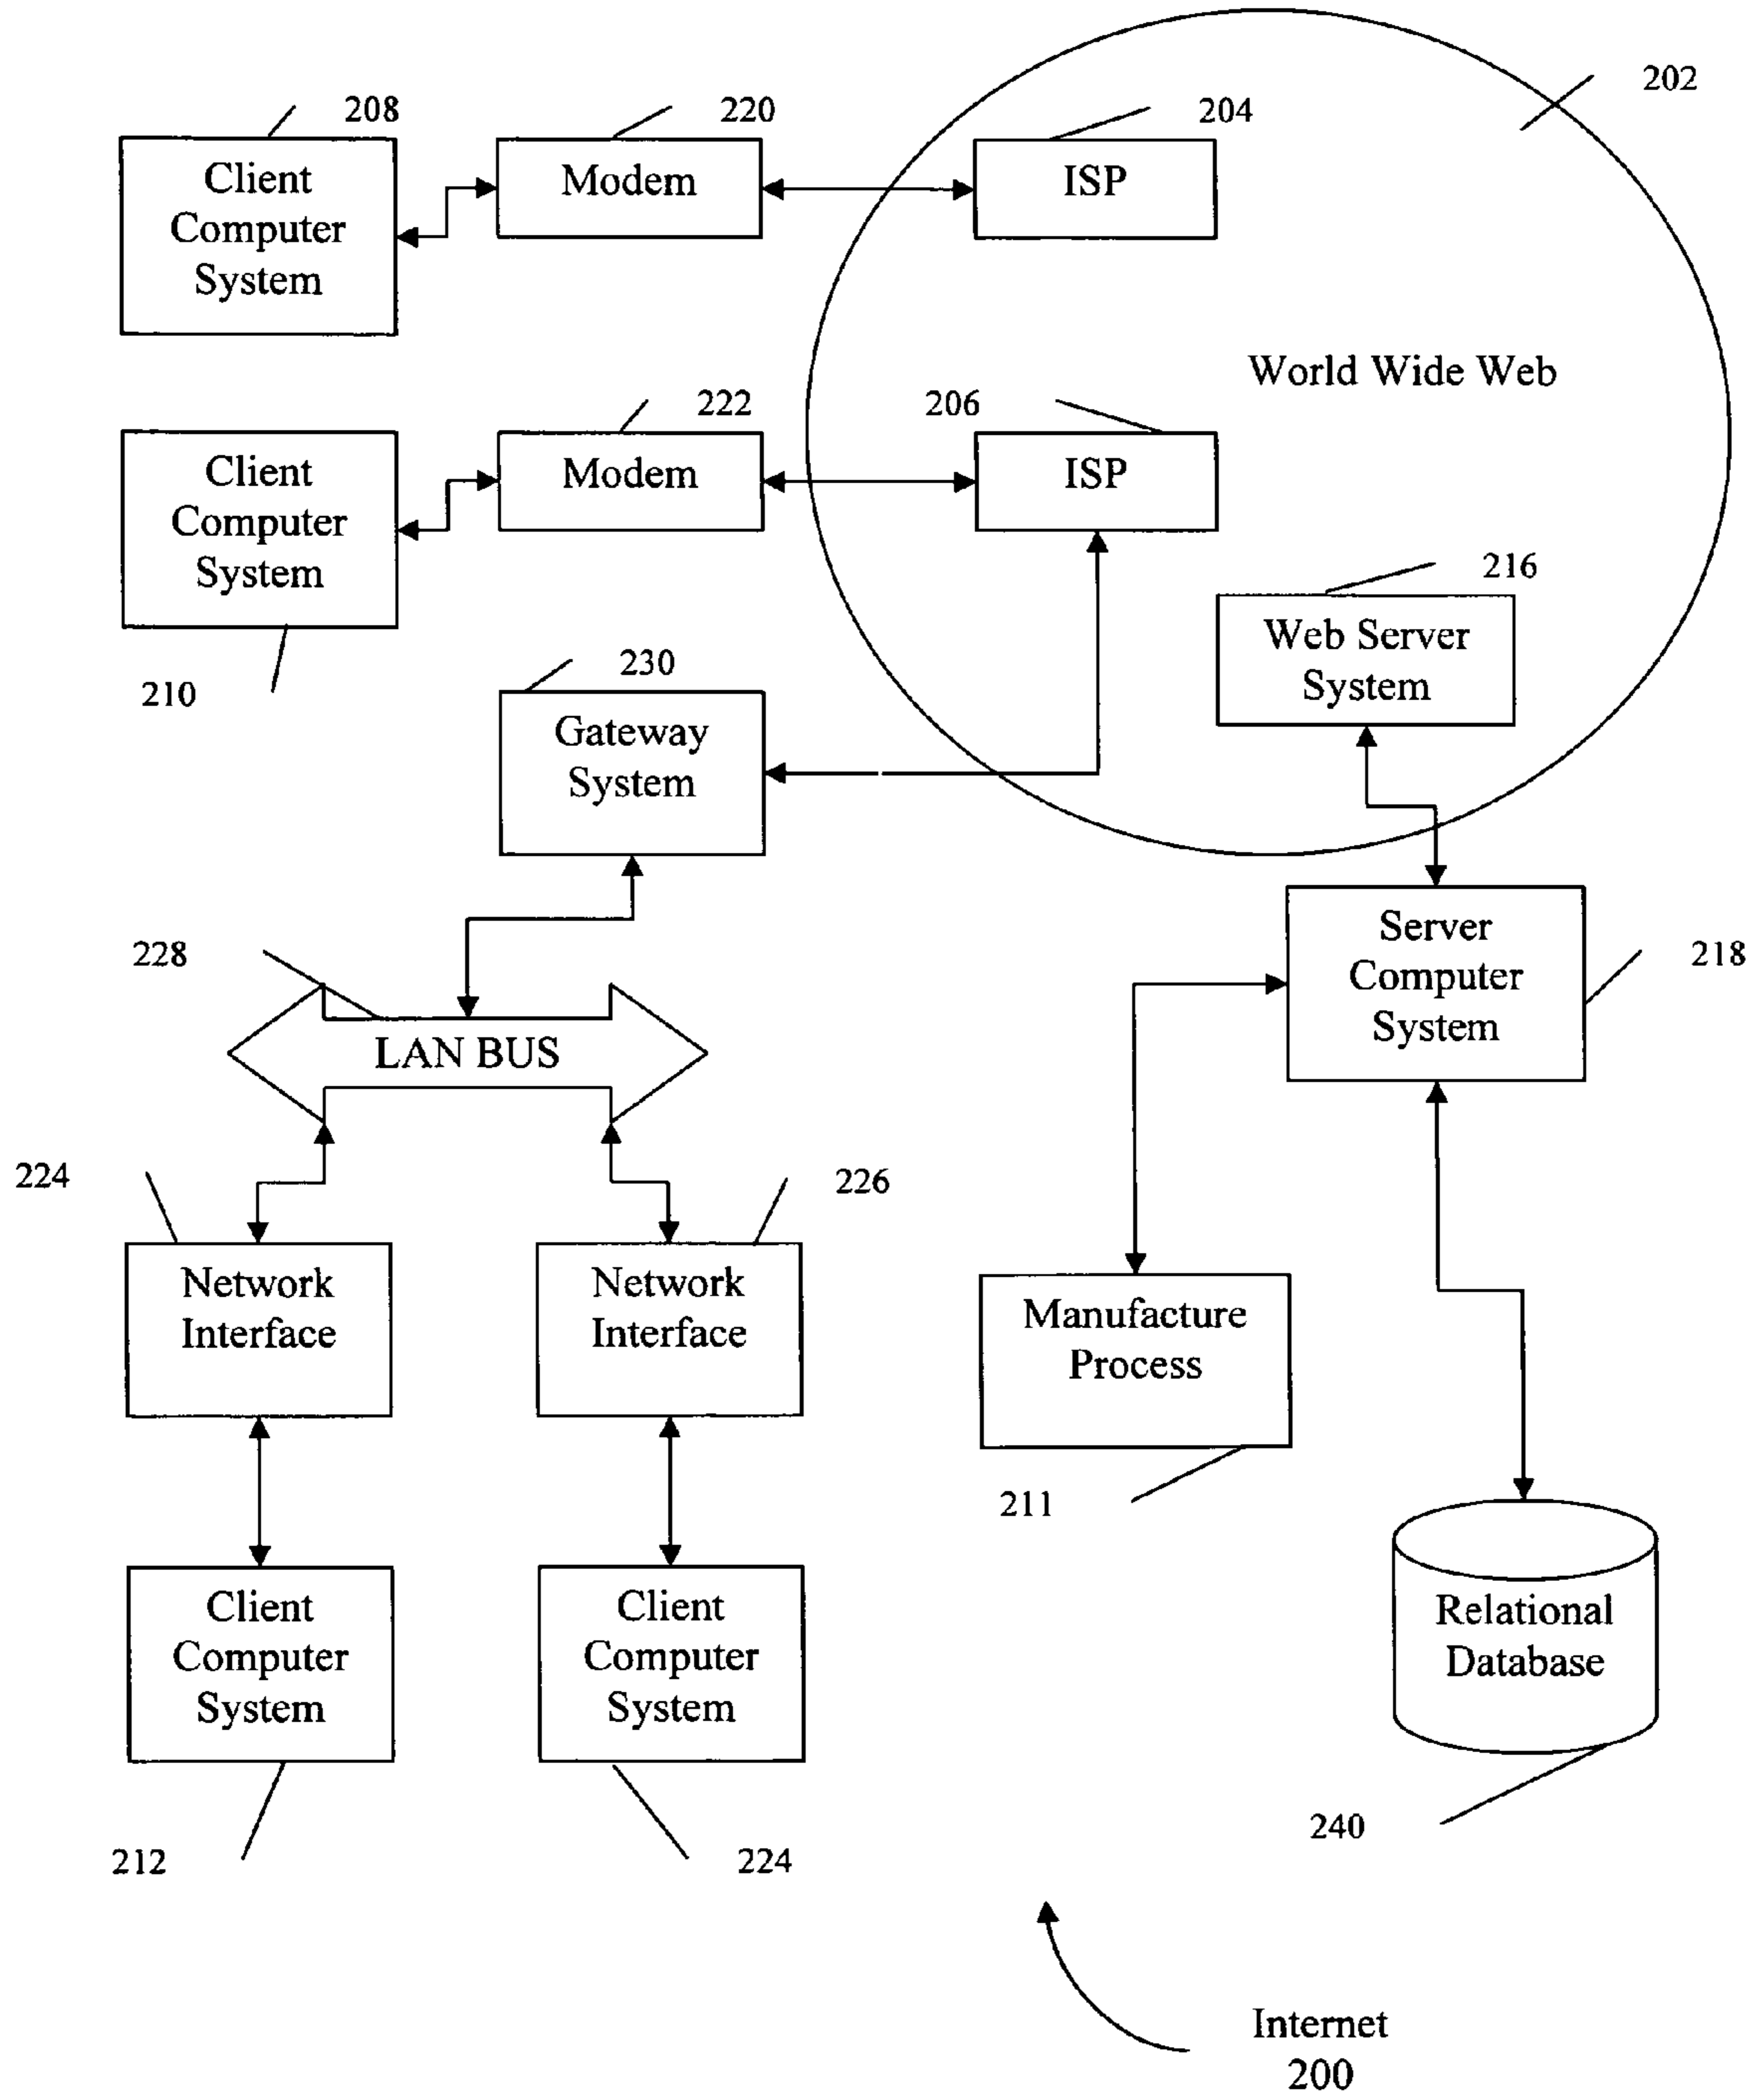 202
208
220
204
Client
Computer
System
Modem
ISP
World Wide Web
222
206
Client
Computer
System
Modem
ISP
216
Web Server
System
210
230
Gateway
System
228
LAN BUS
Server
Computer
System
218
224
226
Network
Interface
Network
Interface
Manufacture
Process
211
Client
Computer
System
Client
Computer
System
Relational
Database
212
224
240
Internet
200